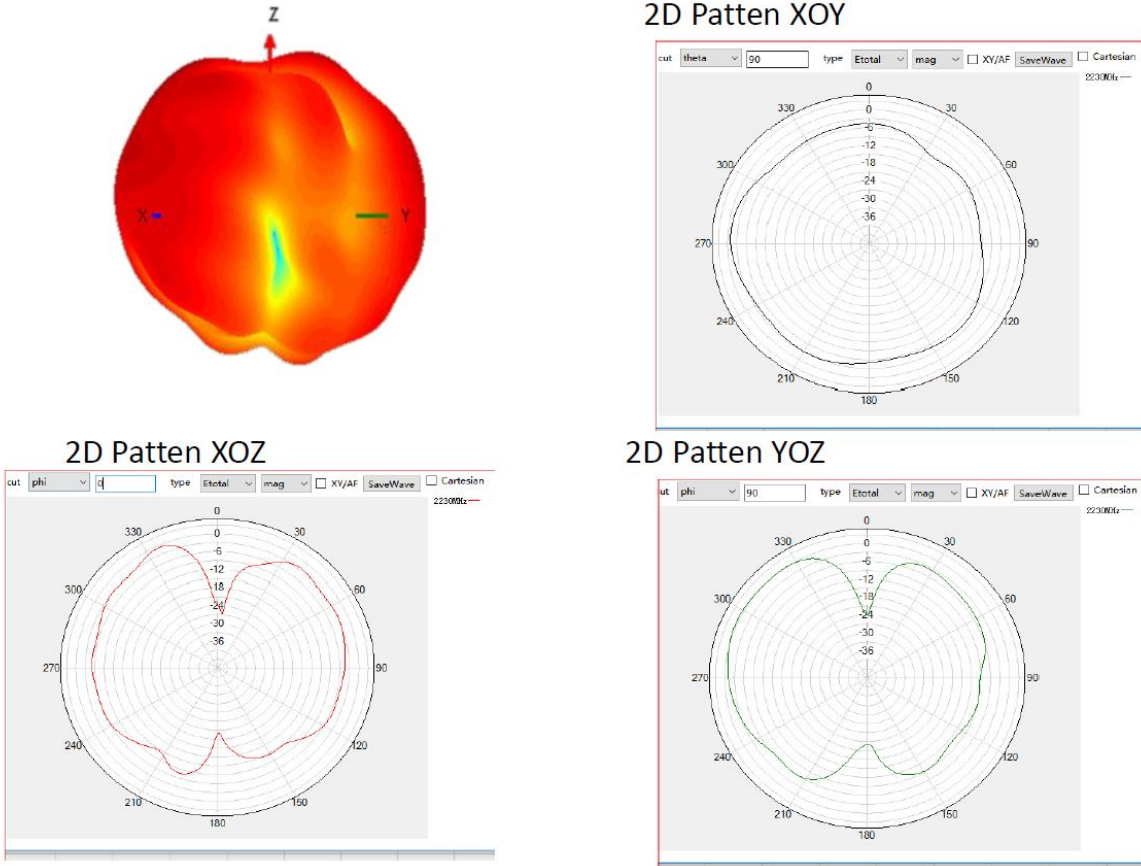 Z
X
Y
2D Patten XOY
cut theta 90 type Etotal mag XY/AF SaveWave Cartesian
2230MHz
0
330 0 30
-6
-12
300 -18 60
-24
-30
-36
270 90
240 120
210 150
180
2D Patten XOZ
cut phi 0 type Etotal mag XY/AF SaveWave Cartesian
2230MHz
0
330 0 30
-6
-12
300 -18 60
-24
-30
-36
270 90
240 120
210 150
180
2D Patten YOZ
ut phi 90 type Etotal mag XY/AF SaveWave Cartesian
2230MHz
0
330 0 30
-6
-12
300 -18 60
-24
-30
-36
270 90
240 120
210 150
180